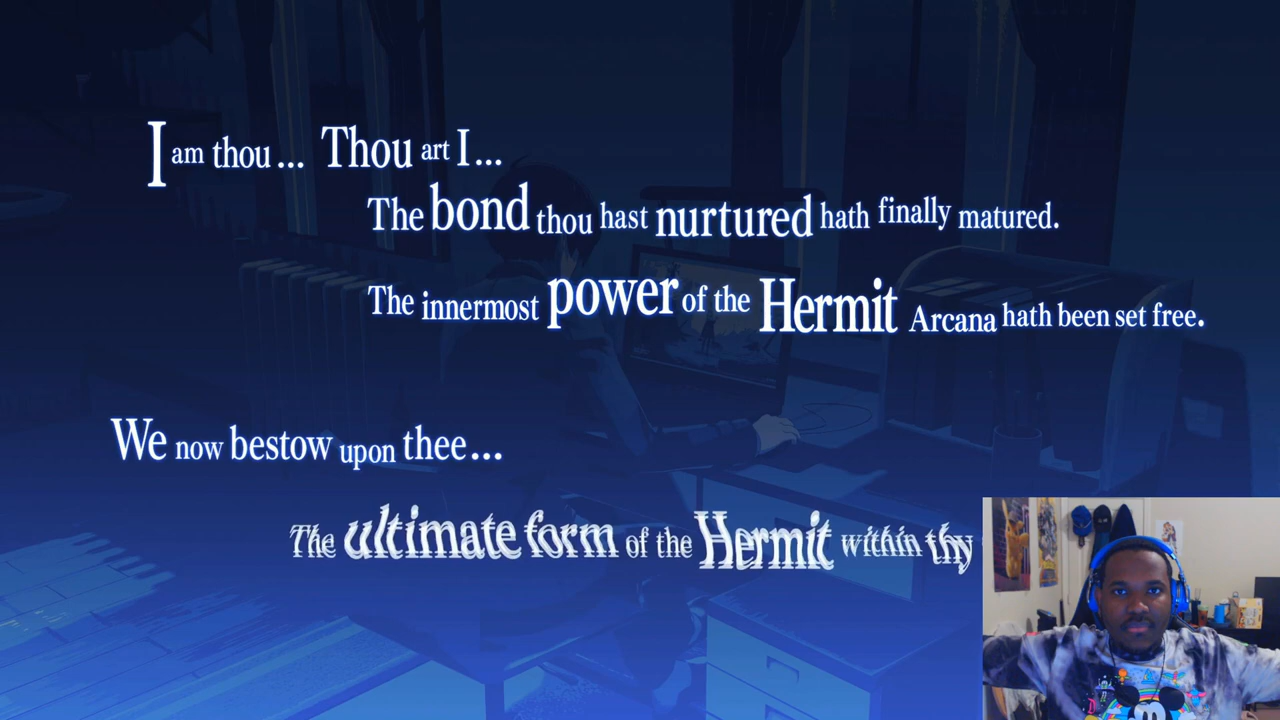 I am thou... Thou art I...
The bond thou hast nurtured hath finally matured.
The innermost power of the Hermit Arcana hath been set free.
We now bestow upon thee...
The ultimate form of the Hermit within thy